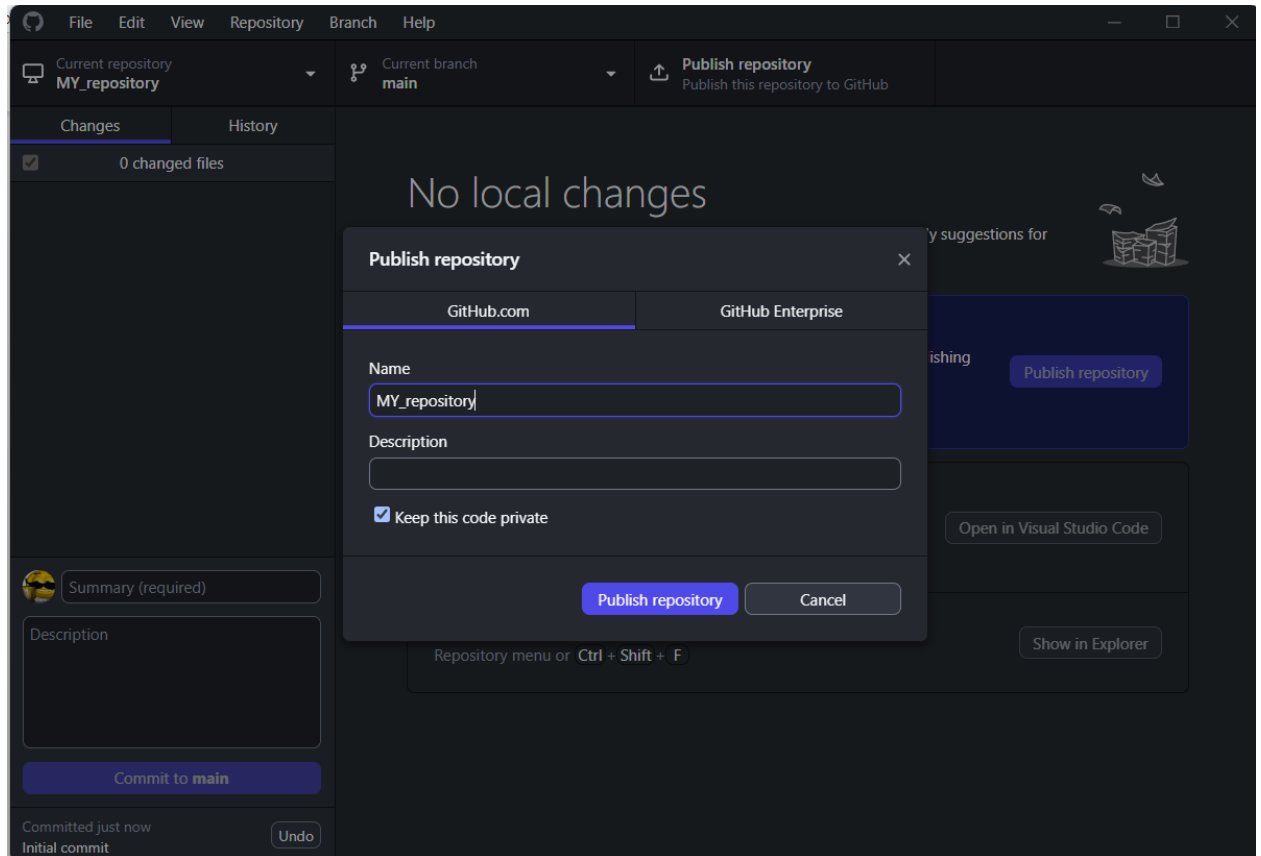 File Edit View Repository Branch Help
Current repository
MY_repository
Current branch
main
Publish repository
Publish this repository to GitHub
Changes History
0 changed files
No local changes
y suggestions for
Publish repository
GitHub.com GitHub Enterprise
Name
MY_repository
ishing
Publish repository
Description
Keep this code private
Open in Visual Studio Code
Publish repository Cancel
Summary (required)
Description
Repository menu or Ctrl + Shift + F
Show in Explorer
Commit to main
Committed just now
Initial commit
Undo